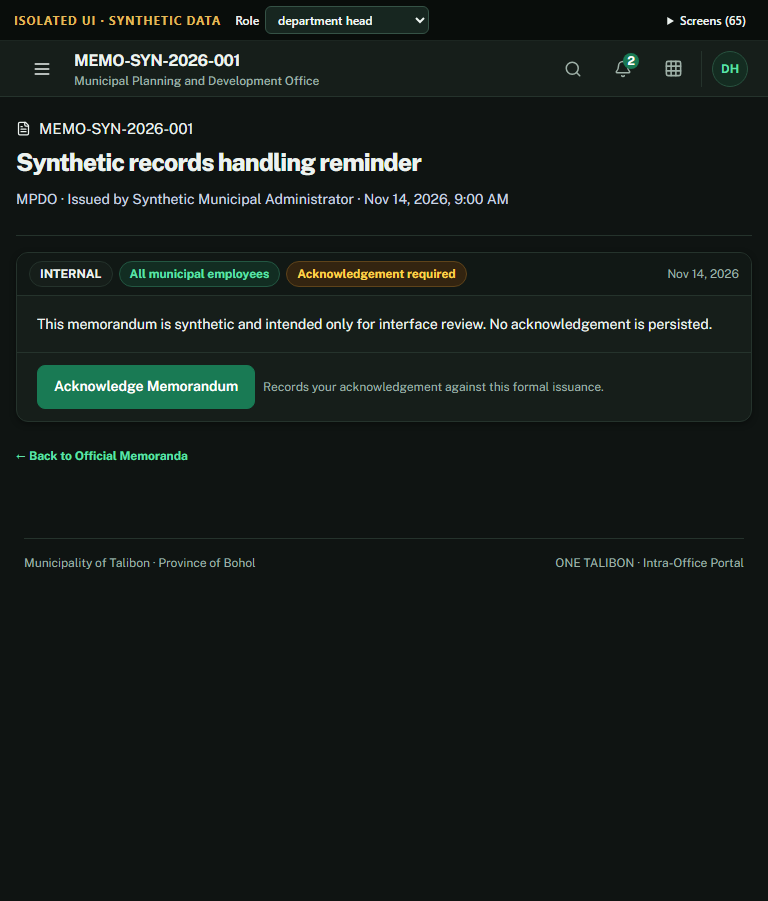 ISOLATED UI · SYNTHETIC DATA Role department head ▶ Screens (65)
MEMO-SYN-2026-001
Municipal Planning and Development Office
2
DH
MEMO-SYN-2026-001
Synthetic records handling reminder
MPDO · Issued by Synthetic Municipal Administrator · Nov 14, 2026, 9:00 AM
INTERNAL All municipal employees Acknowledgement required Nov 14, 2026
This memorandum is synthetic and intended only for interface review. No acknowledgement is persisted.
Acknowledge Memorandum Records your acknowledgement against this formal issuance.
← Back to Official Memoranda
Municipality of Talibon · Province of Bohol ONE TALIBON · Intra-Office Portal